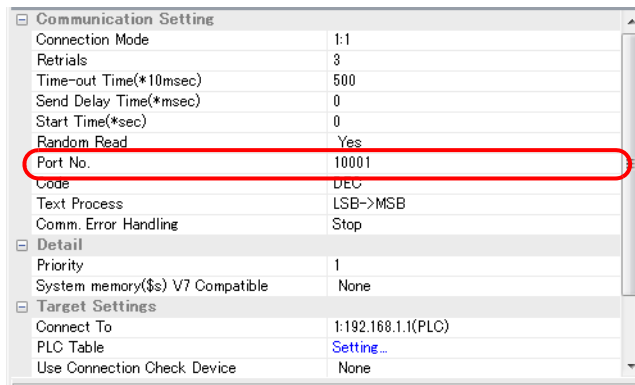 Communication Setting
Connection Mode 1:1
Retrials 3
Time-out Time(*10msec) 500
Send Delay Time(*msec) 0
Start Time(*sec) 0
Random Read Yes
Port No. 10001
Code DEC
Text Process LSB->MSB
Comm. Error Handling Stop
Detail
Priority 1
System memory($s) V7 Compatible None
Target Settings
Connect To 1:192.168.1.1(PLC)
PLC Table Setting...
Use Connection Check Device None